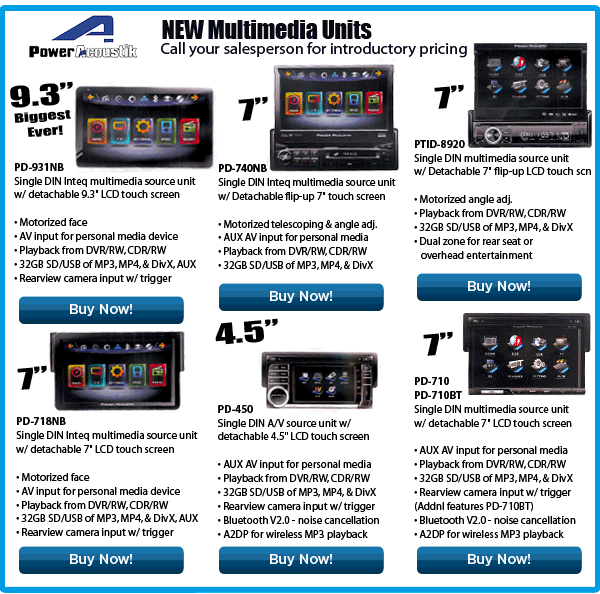 Power Acoustik
NEW Multimedia Units
Call your salesperson for introductory pricing
9.3"
Biggest
Ever!
PD-931NB
Single DIN Inteq multimedia source unit
w/ detachable 9.3" LCD touch screen
• Motorized face
• AV input for personal media device
• Playback from DVR/RW, CDR/RW
• 32GB SD/USB of MP3, MP4, & DivX, AUX
• Rearview camera input w/ trigger
Buy Now!
7"
PD-740NB
Single DIN Inteq multimedia source unit
w/ Detachable flip-up 7" touch screen
• Motorized telescoping & angle adj.
• AUX AV input for personal media
• Playback from DVR/RW, CDR/RW
• 32GB SD/USB of MP3, MP4, & DivX
Buy Now!
7"
PTID-8920
Single DIN multimedia source unit
w/ Detachable 7" flip-up LCD touch scn
• Motorized angle adj.
• Playback from DVR/RW, CDR/RW
• 32GB SD/USB of MP3, MP4, & DivX
• Dual zone for rear seat or
overhead entertainment
Buy Now!
7"
PD-718NB
Single DIN Inteq multimedia source unit
w/ detachable 7" LCD touch screen
• Motorized face
• AV input for personal media device
• Playback from DVR/RW, CDR/RW
• 32GB SD/USB of MP3, MP4, & DivX, AUX
• Rearview camera input w/ trigger
Buy Now!
4.5"
PD-450
Single DIN A/V source unit w/
detachable 4.5" LCD touch screen
• AUX AV input for personal media
• Playback from DVR/RW, CDR/RW
• 32GB SD/USB of MP3, MP4, & DivX
• Rearview camera input w/ trigger
• Bluetooth V2.0 - noise cancellation
• A2DP for wireless MP3 playback
Buy Now!
7"
PD-710
PD-710BT
Single DIN multimedia source unit
w/ detachable 7" LCD touch screen
• AUX AV input for personal media
• Playback from DVR/RW, CDR/RW
• 32GB SD/USB of MP3, MP4, & DivX
• Rearview camera input w/ trigger
(Addnl features PD-710BT)
• Bluetooth V2.0 - noise cancellation
• A2DP for wireless MP3 playback
Buy Now!